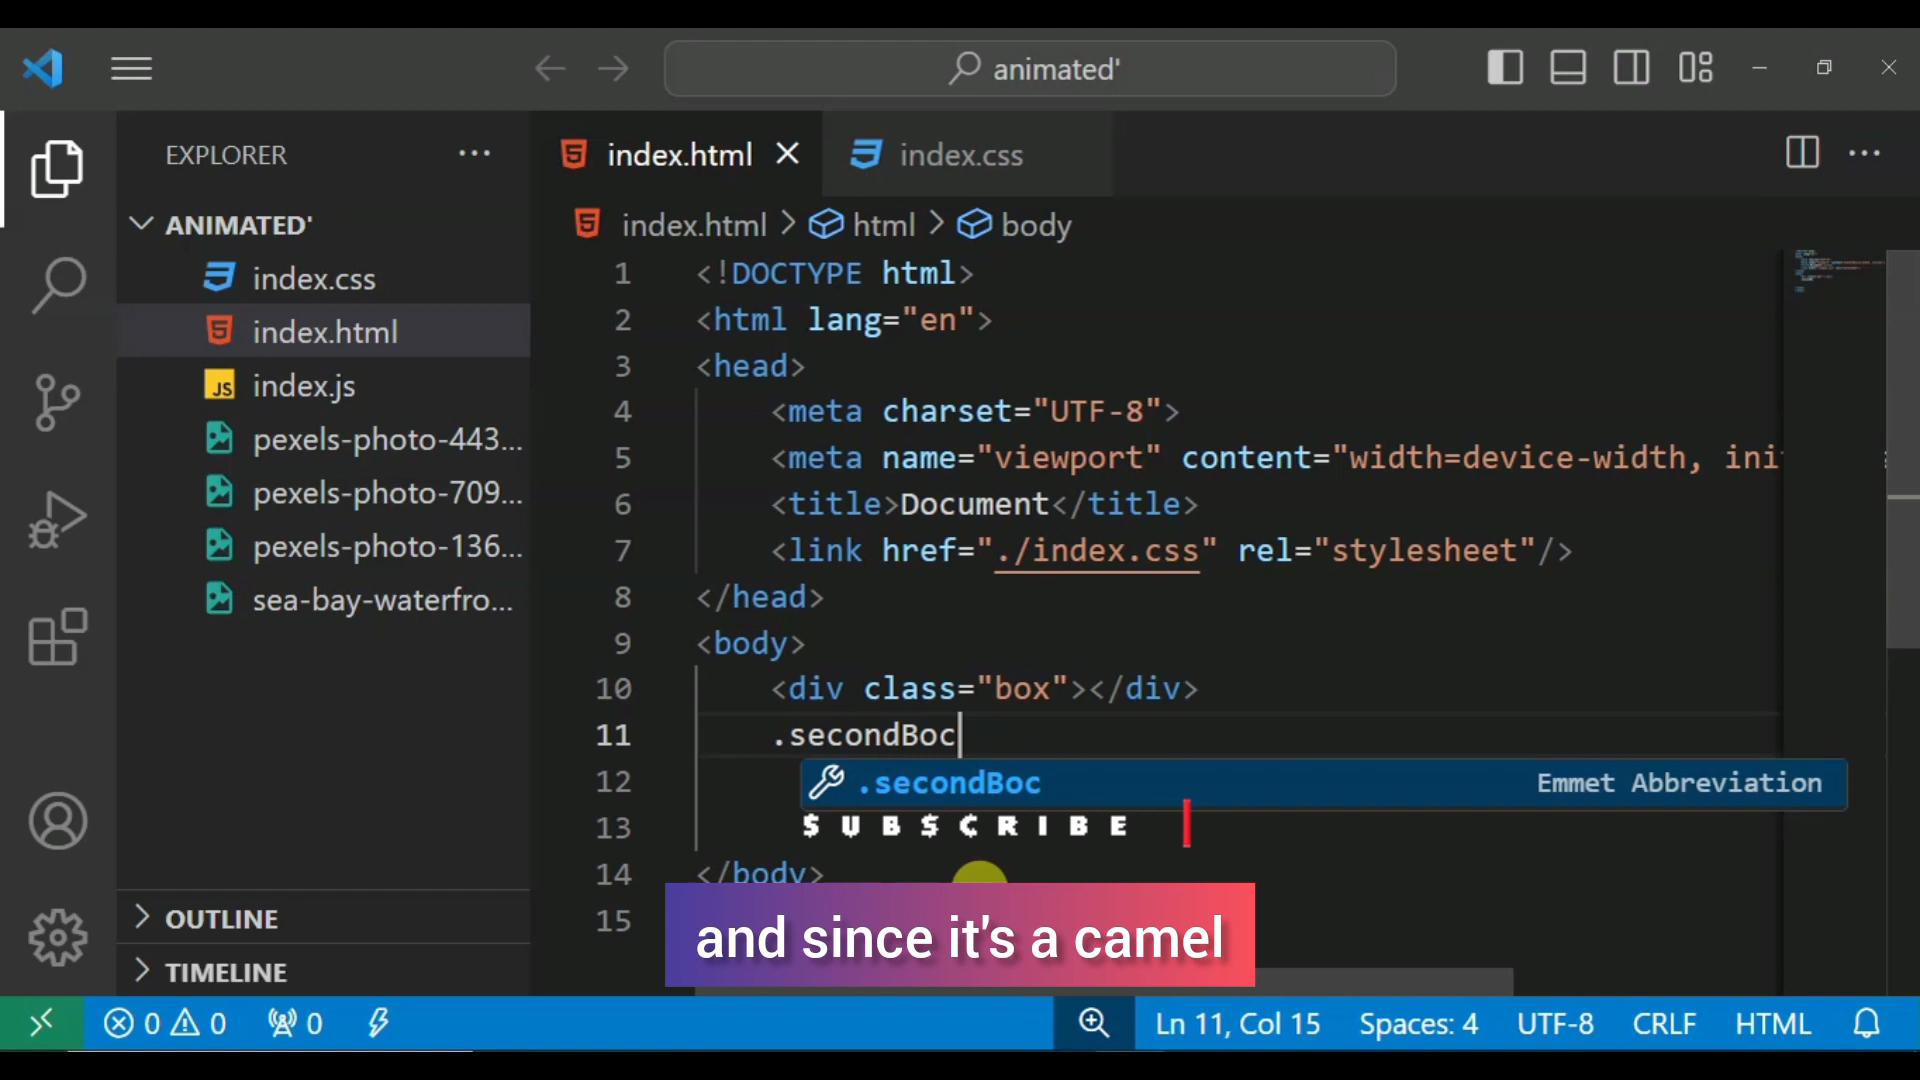 animated'
EXPLORER
index.html
index.css
ANIMATED'
index.css
index.html
index.js
pexels-photo-443...
pexels-photo-709...
pexels-photo-136...
sea-bay-waterfro...
OUTLINE
TIMELINE
index.html > html > body
1 <!DOCTYPE html>
2 <html lang="en">
3 <head>
4 <meta charset="UTF-8">
5 <meta name="viewport" content="width=device-width, ini
6 <title>Document</title>
7 <link href="./index.css" rel="stylesheet"/>
8 </head>
9 <body>
10 <div class="box"></div>
11 .secondBoc
12 .secondBoc Emmet Abbreviation
13 $UB$CRIBE
14 </body>
15
and since it's a camel
0 0 0 Ln 11, Col 15 Spaces: 4 UTF-8 CRLF HTML